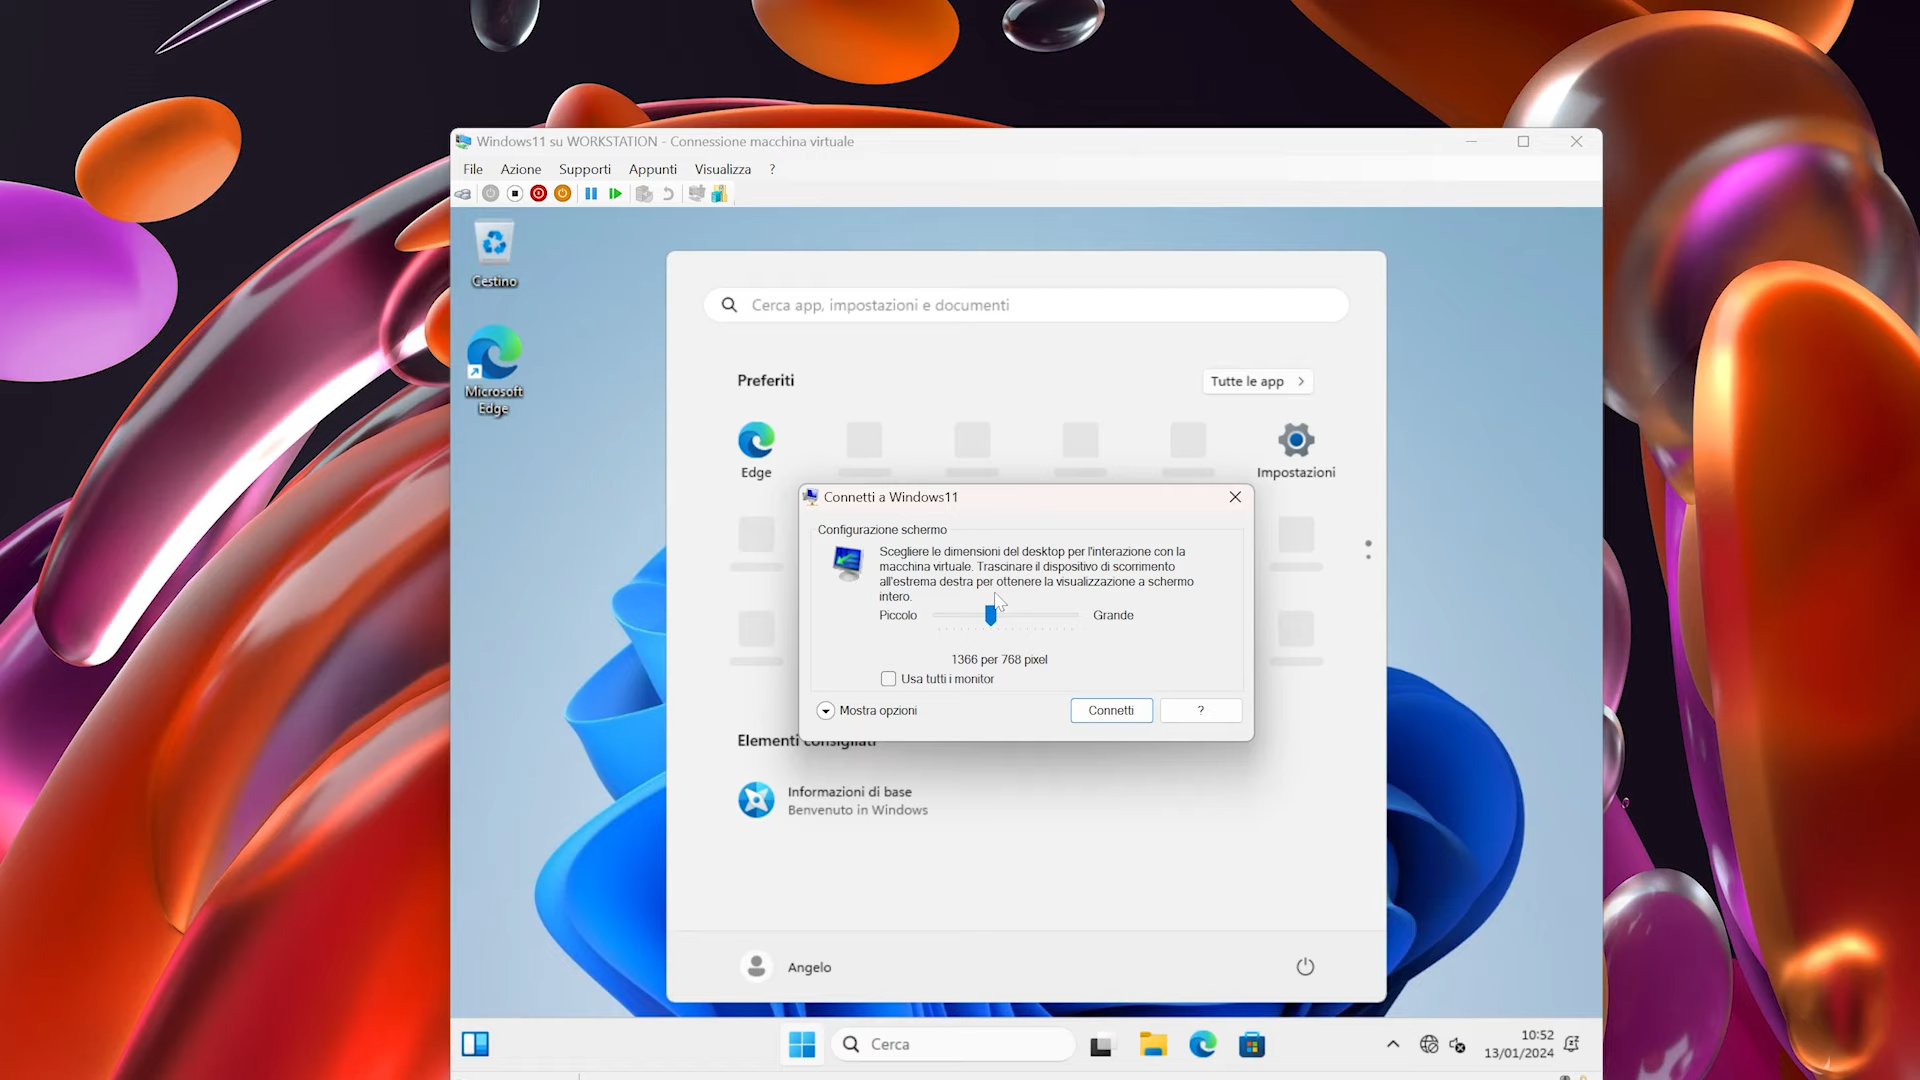 Windows11 su WORKSTATION - Connessione macchina virtuale
File Azione Supporti Appunti Visualizza ?
Cestino
Microsoft
Edge
Cerca app, impostazioni e documenti
Preferiti
Tutte le app
Edge
Impostazioni
Connetti a Windows11
Configurazione schermo
Scegliere le dimensioni del desktop per l'interazione con la
macchina virtuale. Trascinare il dispositivo di scorrimento
all'estrema destra per ottenere la visualizzazione a schermo
intero.
Piccolo Grande
1366 per 768 pixel
Usa tutti i monitor
Mostra opzioni
Connetti
?
Elementi consigliati
Informazioni di base
Benvenuto in Windows
Angelo
Cerca
10:52
13/01/2024